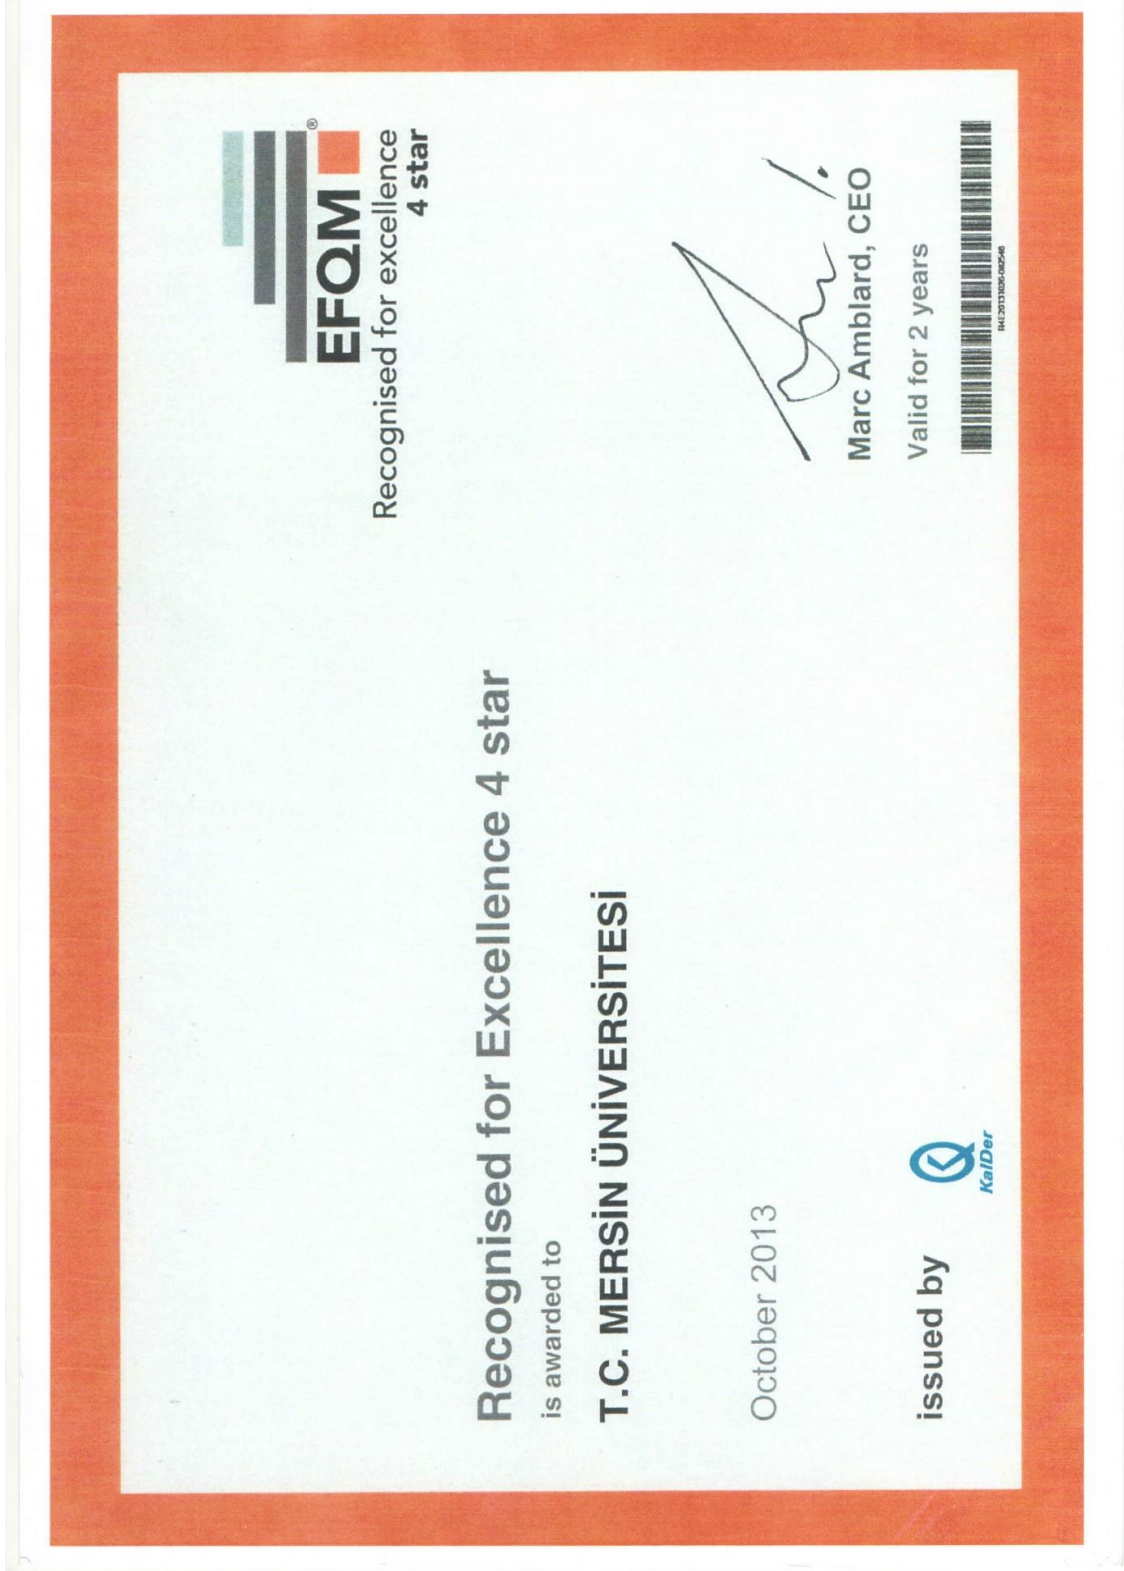 EFQM®
Recognised for excellence
4 star
Recognised for Excellence 4 star
is awarded to
T.C. MERSİN ÜNİVERSİTESİ
October 2013
Marc Amblard, CEO
Valid for 2 years
issued by
KalDer